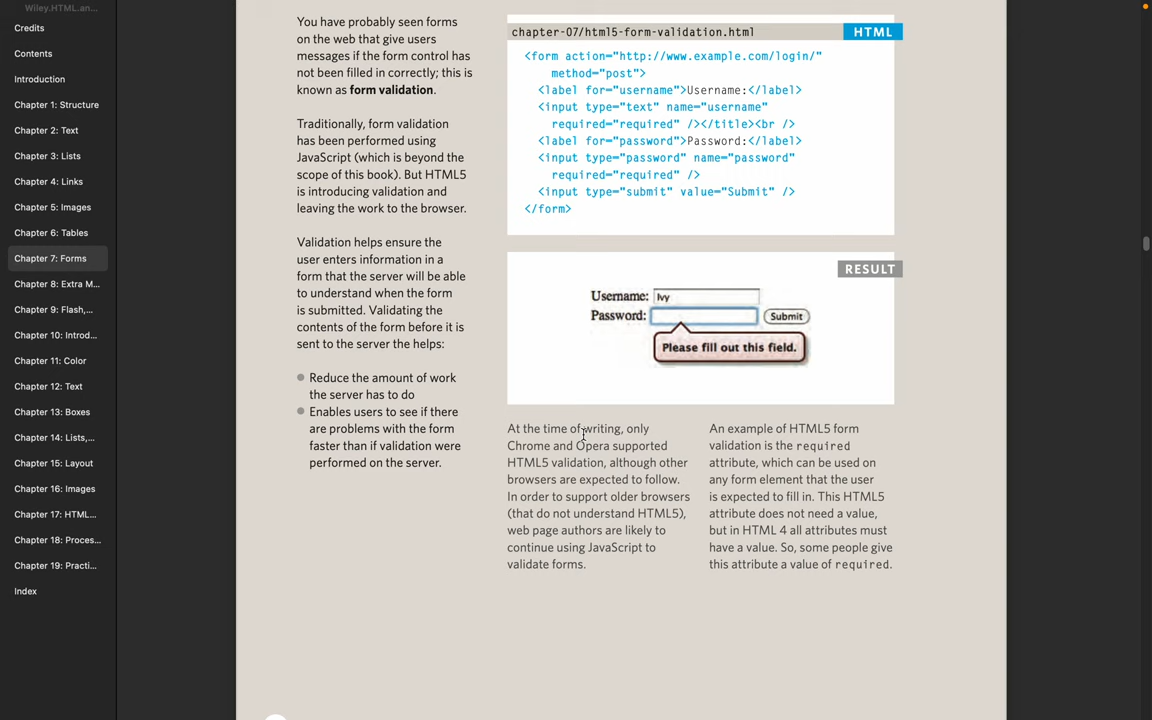 Wiley.HTML.an...
Credits
Contents
Introduction
Chapter 1: Structure
Chapter 2: Text
Chapter 3: Lists
Chapter 4: Links
Chapter 5: Images
Chapter 6: Tables
Chapter 7: Forms
Chapter 8: Extra M...
Chapter 9: Flash,...
Chapter 10: Introd...
Chapter 11: Color
Chapter 12: Text
Chapter 13: Boxes
Chapter 14: Lists,...
Chapter 15: Layout
Chapter 16: Images
Chapter 17: HTML...
Chapter 18: Proces...
Chapter 19: Practi...
Index
You have probably seen forms
on the web that give users
messages if the form control has
not been filled in correctly; this is
known as form validation.
Traditionally, form validation
has been performed using
JavaScript (which is beyond the
scope of this book). But HTML5
is introducing validation and
leaving the work to the browser.
Validation helps ensure the
user enters information in a
form that the server will be able
to understand when the form
is submitted. Validating the
contents of the form before it is
sent to the server the helps:
Reduce the amount of work
the server has to do
Enables users to see if there
are problems with the form
faster than if validation were
performed on the server.
chapter-07/html5-form-validation.html
HTML
<form action="http://www.example.com/login/"
method="post">
<label for="username">Username:</label>
<input type="text" name="username"
required="required" /></title><br />
<label for="password">Password:</label>
<input type="password" name="password"
required="required" />
<input type="submit" value="Submit" />
</form>
RESULT
Username: Ivy
Password: Submit
Please fill out this field.
At the time of writing, only
Chrome and Opera supported
HTML5 validation, although other
browsers are expected to follow.
In order to support older browsers
(that do not understand HTML5),
web page authors are likely to
continue using JavaScript to
validate forms.
An example of HTML5 form
validation is the required
attribute, which can be used on
any form element that the user
is expected to fill in. This HTML5
attribute does not need a value,
but in HTML 4 all attributes must
have a value. So, some people give
this attribute a value of required.